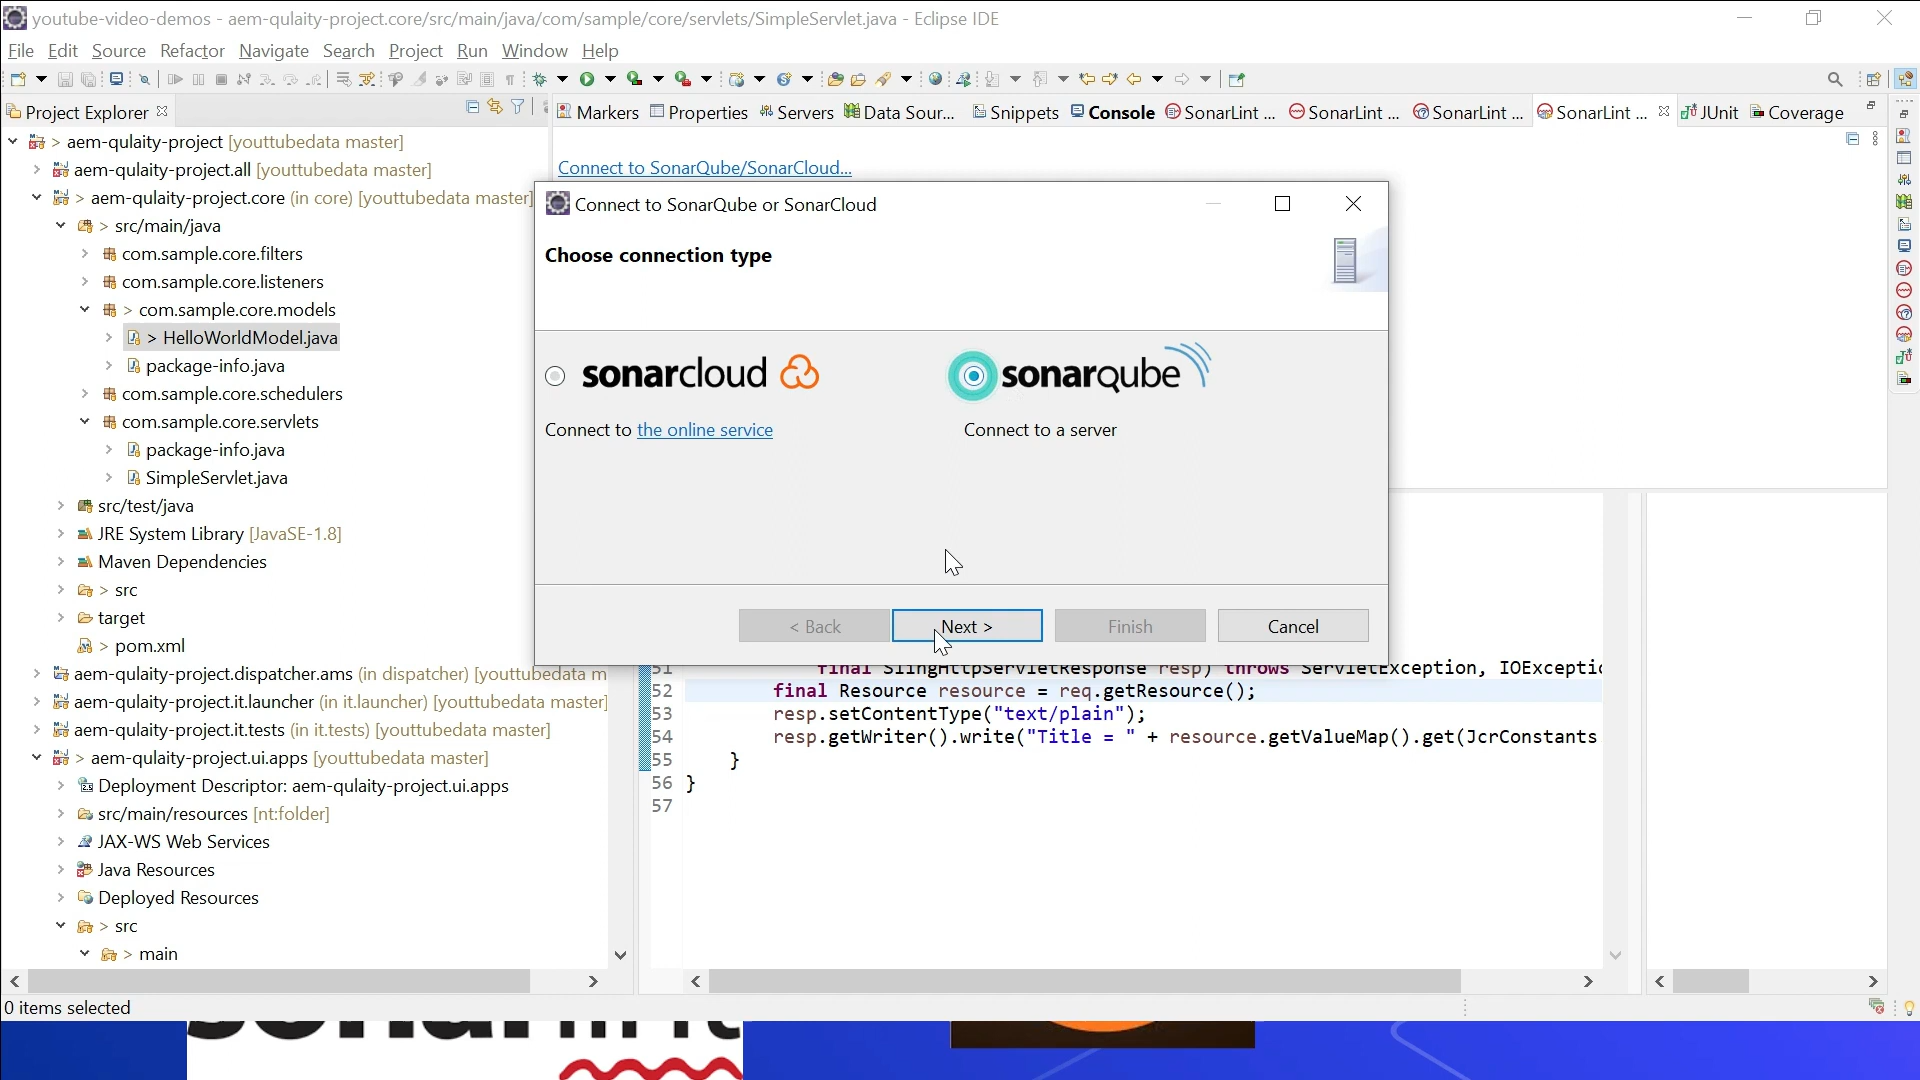 youtube-video-demos - aem-qulaity-project.core/src/main/java/com/sample/core/servlets/SimpleServlet.java - Eclipse IDE
File Edit Source Refactor Navigate Search Project Run Window Help
Project Explorer
Markers Properties Servers Data Sour... Snippets Console SonarLint ... SonarLint ... SonarLint ... SonarLint ... JUnit Coverage
> aem-qulaity-project [youttubedata master]
aem-qulaity-project.all [youttubedata master]
> aem-qulaity-project.core (in core) [youttubedata master]
> src/main/java
com.sample.core.filters
com.sample.core.listeners
> com.sample.core.models
> HelloWorldModel.java
package-info.java
com.sample.core.schedulers
com.sample.core.servlets
package-info.java
SimpleServlet.java
src/test/java
JRE System Library [JavaSE-1.8]
Maven Dependencies
> src
target
> pom.xml
aem-qulaity-project.dispatcher.ams (in dispatcher) [youttubedata m
aem-qulaity-project.it.launcher (in it.launcher) [youttubedata master]
aem-qulaity-project.it.tests (in it.tests) [youttubedata master]
> aem-qulaity-project.ui.apps [youttubedata master]
Deployment Descriptor: aem-qulaity-project.ui.apps
src/main/resources [nt:folder]
JAX-WS Web Services
Java Resources
Deployed Resources
> src
> main
Connect to SonarQube/SonarCloud...
Connect to SonarQube or SonarCloud
Choose connection type
sonarcloud
sonarqube
Connect to the online service
Connect to a server
< Back
Next >
Finish
Cancel
51 final SlingHttpServletResponse resp) throws ServletException, IOExceptio
52 final Resource resource = req.getResource();
53 resp.setContentType("text/plain");
54 resp.getWriter().write("Title = " + resource.getValueMap().get(JcrConstants
55 }
56 }
57
0 items selected
sonarlint